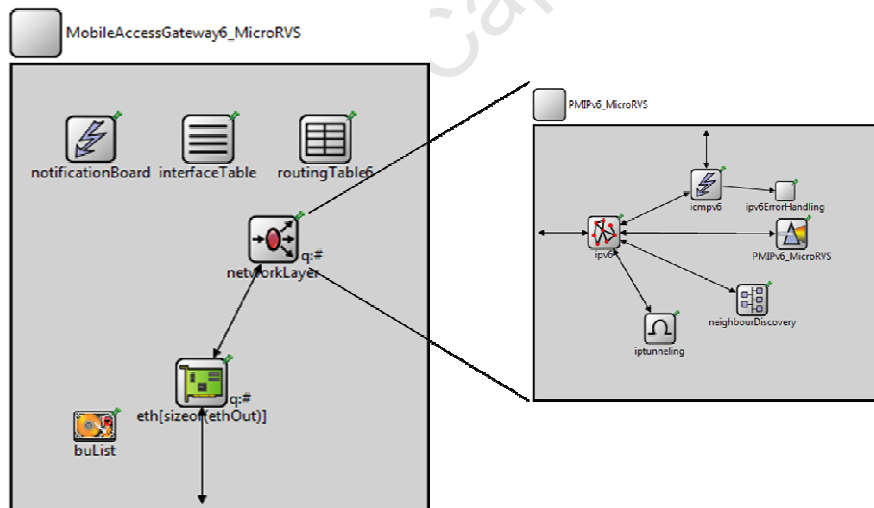 MobileAccessGateway6_MicroRVS
notificationBoard
interfaceTable
routingTable6
q:#
networkLayer
q:#
eth[sizeof(ethOut)]
buList
PMIPv6_MicroRVS
icmpv6
ipv6ErrorHandling
ipv6
PMIPv6_MicroRVS
neighbourDiscovery
iptunneling